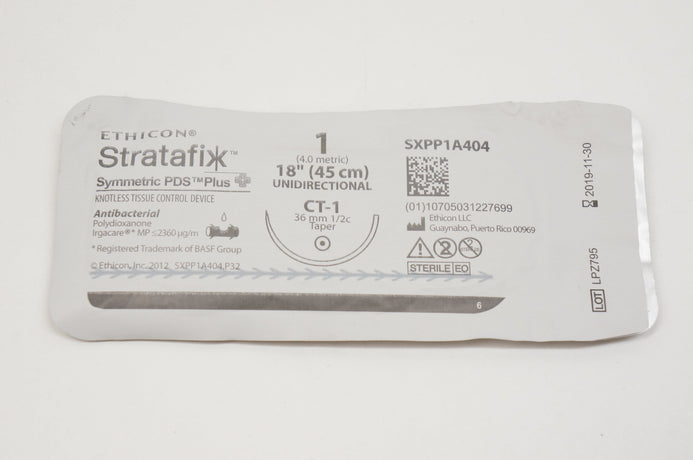 ETHICON®
Stratafix™
Symmetric PDS™Plus
KNOTLESS TISSUE CONTROL DEVICE
Antibacterial
Polydioxanone
Irgacare®* MP ≤2360 μg/m
*Registered Trademark of BASF Group
©Ethicon, Inc. 2012 SXPP1A404.P32
1
(4.0 metric)
18" (45 cm)
UNIDIRECTIONAL
CT-1
36 mm 1/2c
Taper
SXPP1A404
(01)10705031227699
Ethicon LLC
Guaynabo, Puerto Rico 00969
2
STERILE EO
6
2019-11-30
LOT LPZ795